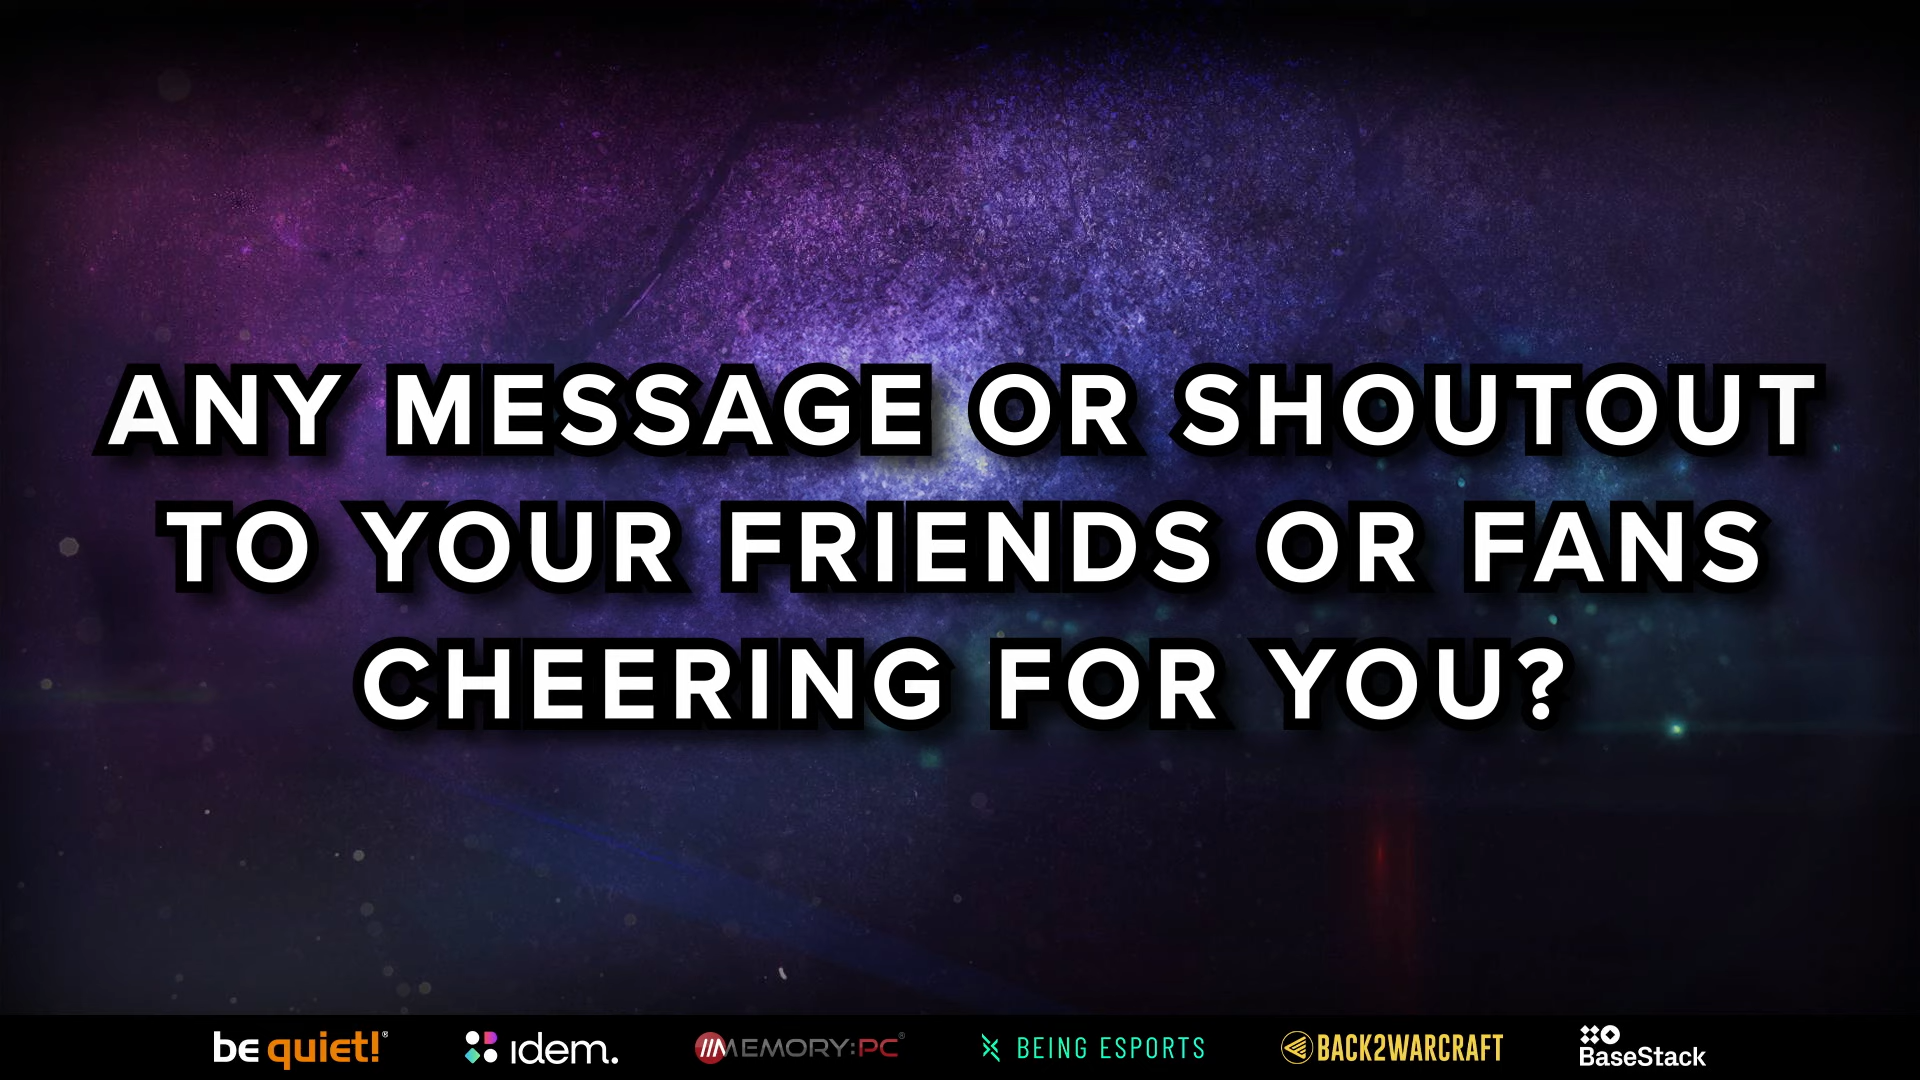 ANY MESSAGE OR SHOUTOUT
TO YOUR FRIENDS OR FANS
CHEERING FOR YOU?
be quiet!® idem. MEMORY:PC® BEING ESPORTS BACK2WARCRAFT BaseStack